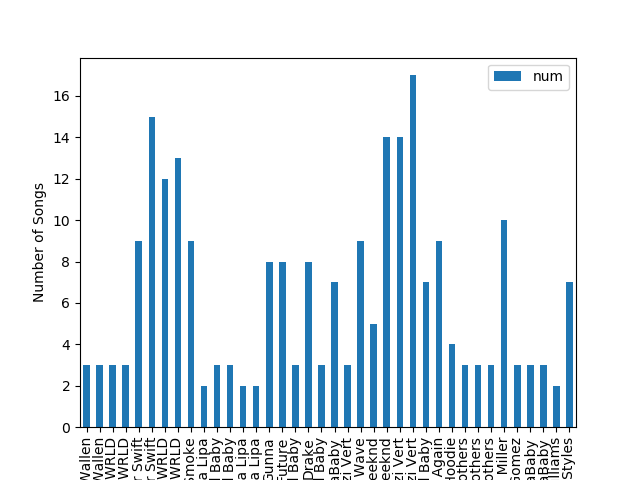 num
Number of Songs
16
14
12
10
8
6
4
2
0
Wallen
Wallen
WRLD
WRLD
r Swift
r Swift
WRLD
WRLD
Smoke
a Lipa
l Baby
l Baby
a Lipa
a Lipa
Gunna
Future
l Baby
Drake
l Baby
aBaby
zi Vert
Wave
eeknd
eeknd
zi Vert
zi Vert
l Baby
Again
Hoodie
others
others
others
Miller
Gomez
aBaby
aBaby
lliams
Styles